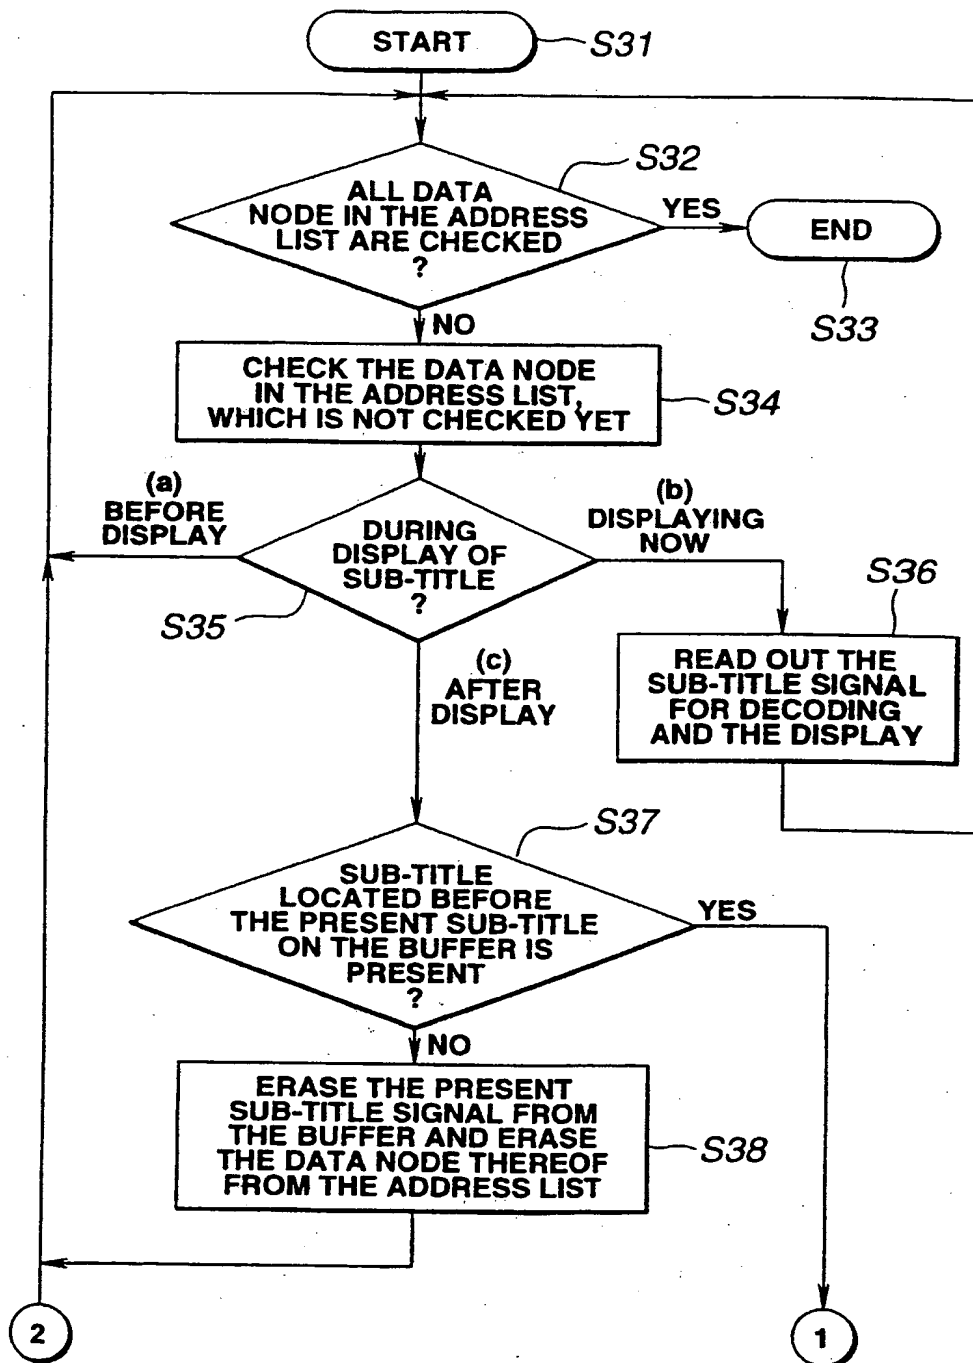 START
S31
S32
ALL DATA
NODE IN THE ADDRESS
LIST ARE CHECKED
?
YES
END
S33
NO
CHECK THE DATA NODE
IN THE ADDRESS LIST,
WHICH IS NOT CHECKED YET
S34
(a)
BEFORE
DISPLAY
DURING
DISPLAY OF
SUB-TITLE
?
S35
(b)
DISPLAYING
NOW
S36
READ OUT THE
SUB-TITLE SIGNAL
FOR DECODING
AND THE DISPLAY
(c)
AFTER
DISPLAY
S37
SUB-TITLE
LOCATED BEFORE
THE PRESENT SUB-TITLE
ON THE BUFFER IS
PRESENT
?
YES
NO
ERASE THE PRESENT
SUB-TITLE SIGNAL FROM
THE BUFFER AND ERASE
THE DATA NODE THEREOF
FROM THE ADDRESS LIST
S38
2
1